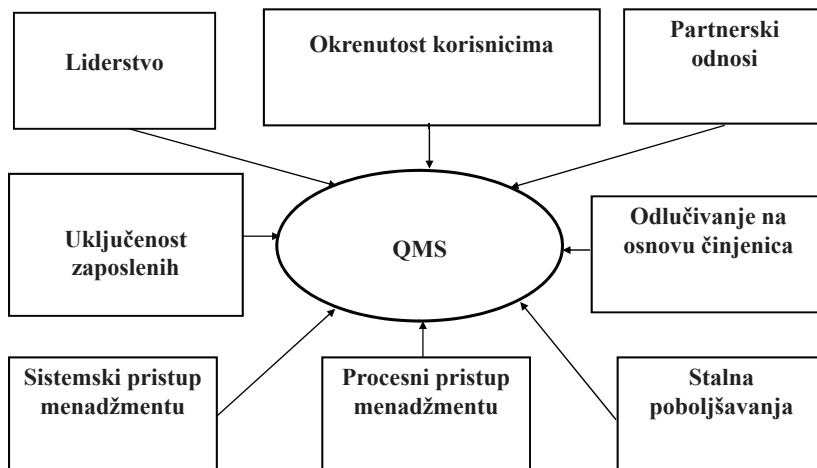 Liderstvo
Okrenutost korisnicima
Partnerski
odnosi
Uključenost
zaposlenih
QMS
Odlučivanje na
osnovu činjenica
Sistemski pristup
menadžmentu
Procesni pristup
menadžmentu
Stalna
poboljšavanja